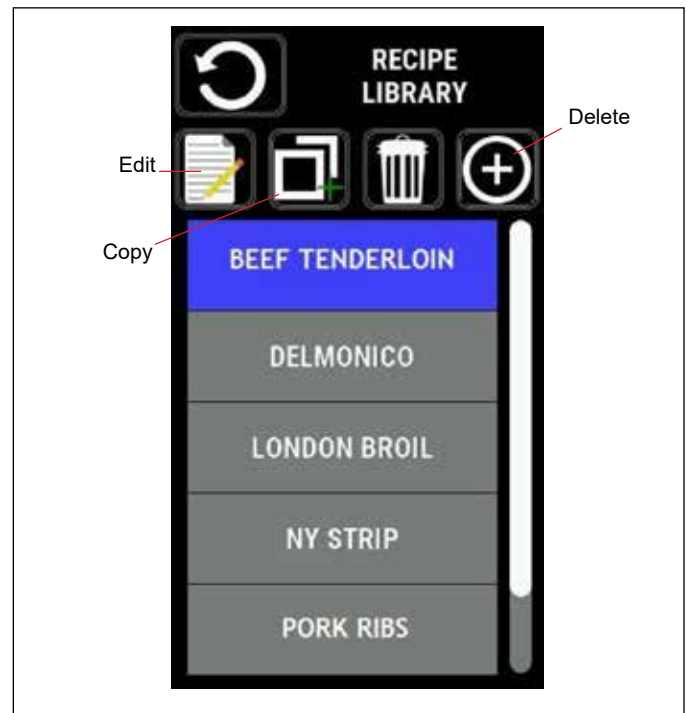 RECIPE
LIBRARY
Delete
Edit
Copy
BEEF TENDERLOIN
DELMONICO
LONDON BROIL
NY STRIP
PORK RIBS